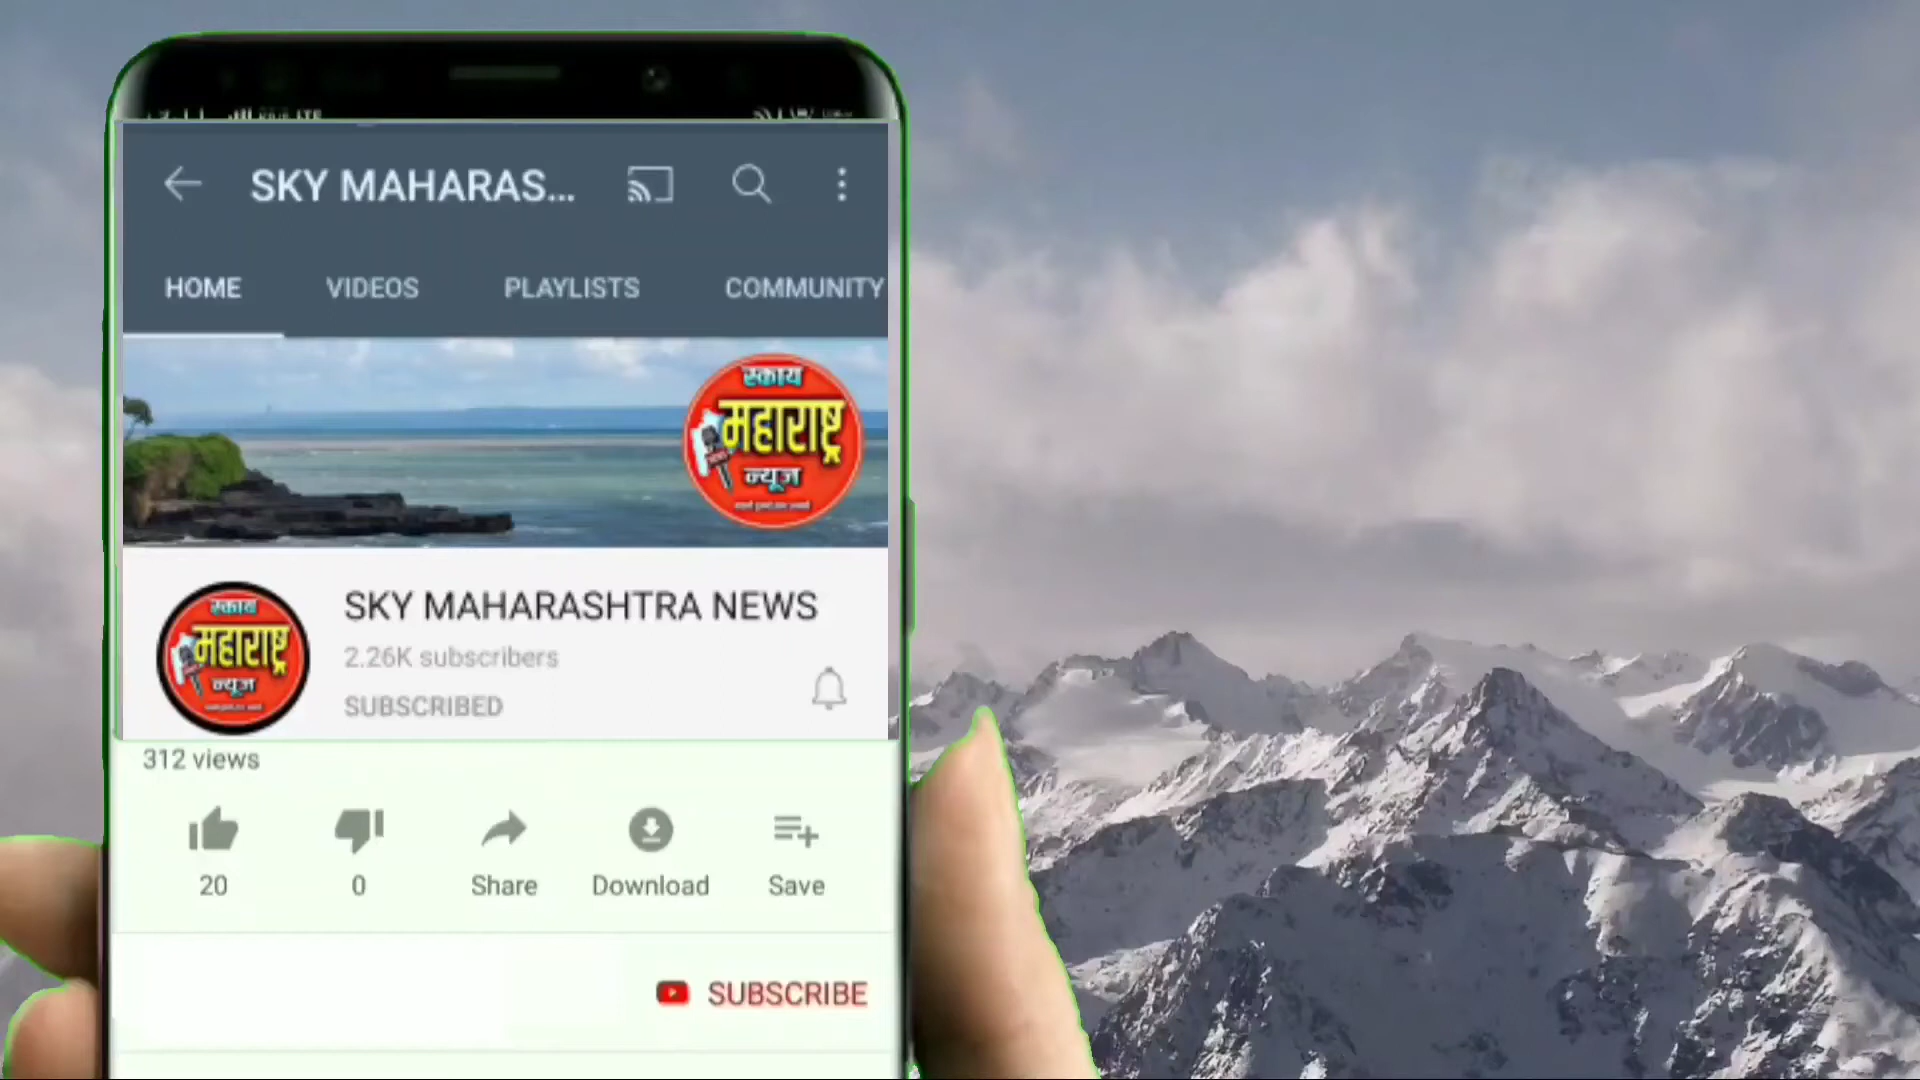 SKY MAHARAS...
HOME VIDEOS PLAYLISTS COMMUNITY
स्काय
महाराष्ट्र
न्यूज
SKY MAHARASHTRA NEWS
2.26K subscribers
SUBSCRIBED
स्काय
महाराष्ट्र
न्यूज
312 views
20 0 Share Download Save
SUBSCRIBE